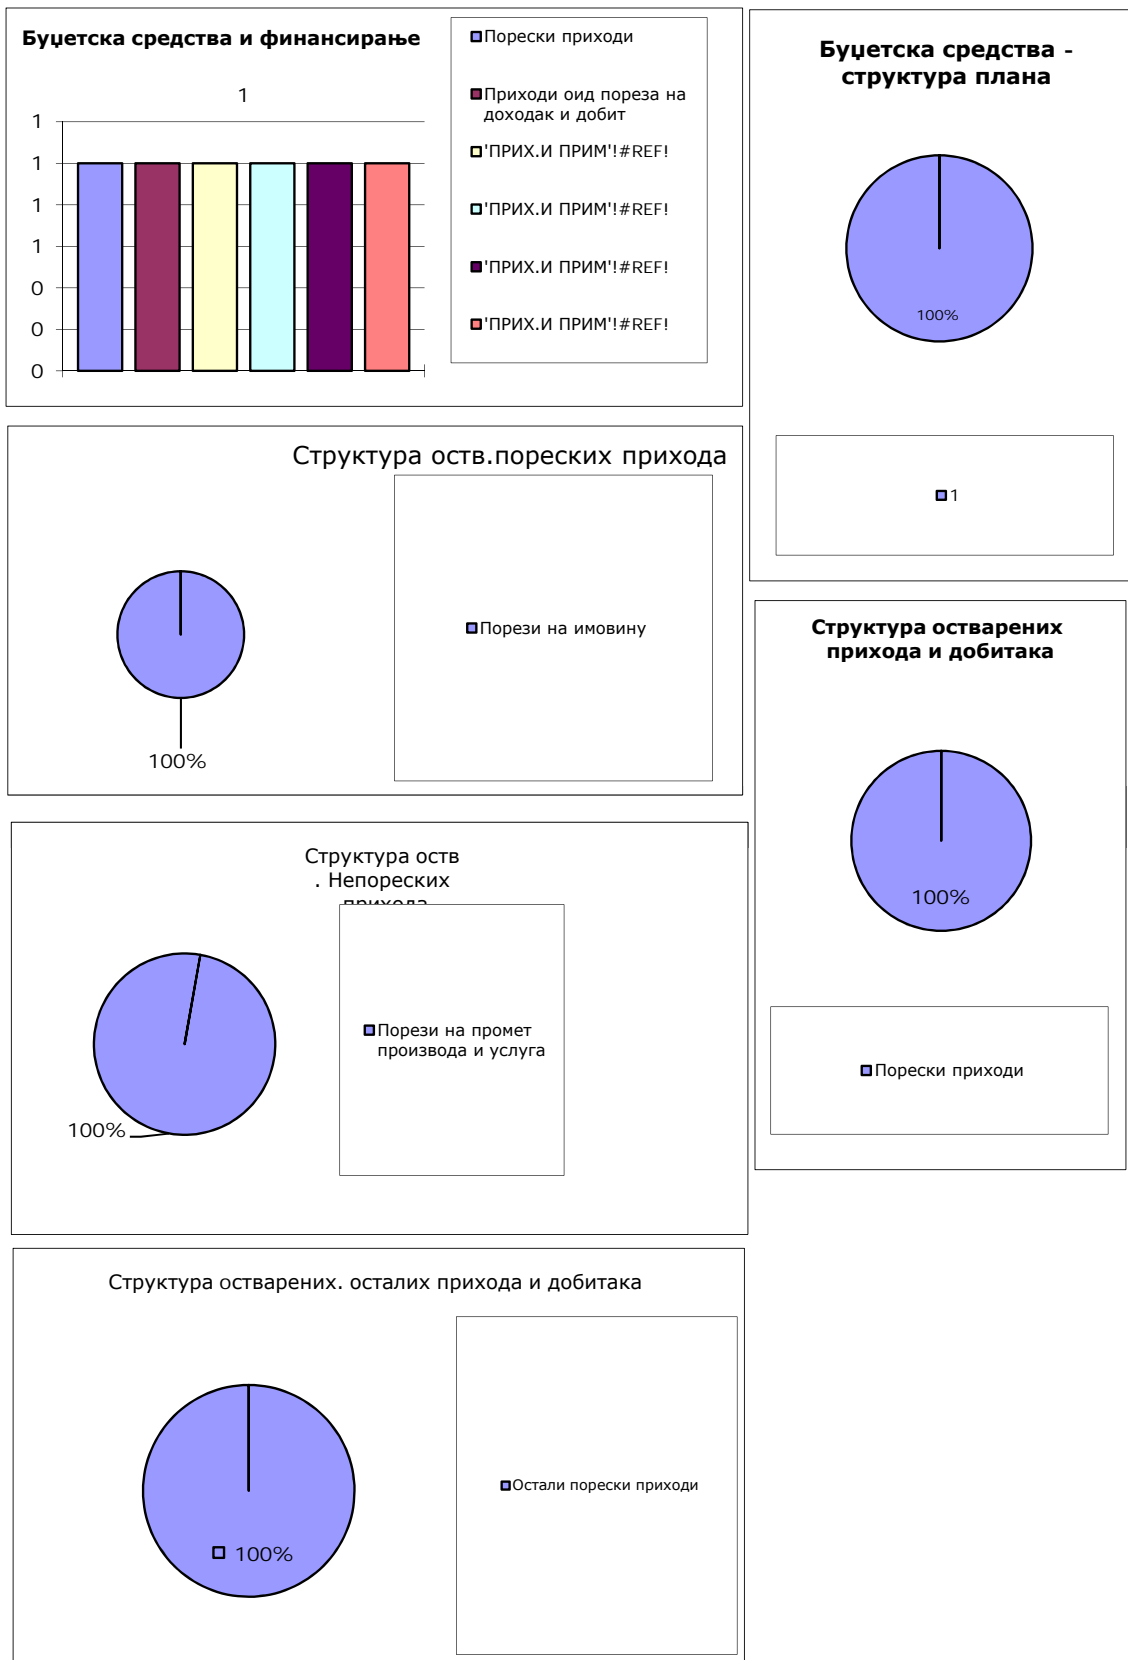 Буџетска средства и финансирање
1
1
1
1
1
0
0
0
Порески приходи
Приходи оид пореза на
доходак и добит
'ПРИХ.И ПРИМ'!#REF!
'ПРИХ.И ПРИМ'!#REF!
'ПРИХ.И ПРИМ'!#REF!
'ПРИХ.И ПРИМ'!#REF!
Буџетска средства -
структура плана
100%
1
Структура оств.пореских прихода
100%
Порези на имовину
Структура остварених
прихода и добитака
100%
Порески приходи
Структура оств
. Непореских
прихода
100%
Порези на промет
производа и услуга
Структура остварених. осталих прихода и добитака
100%
Остали порески приходи